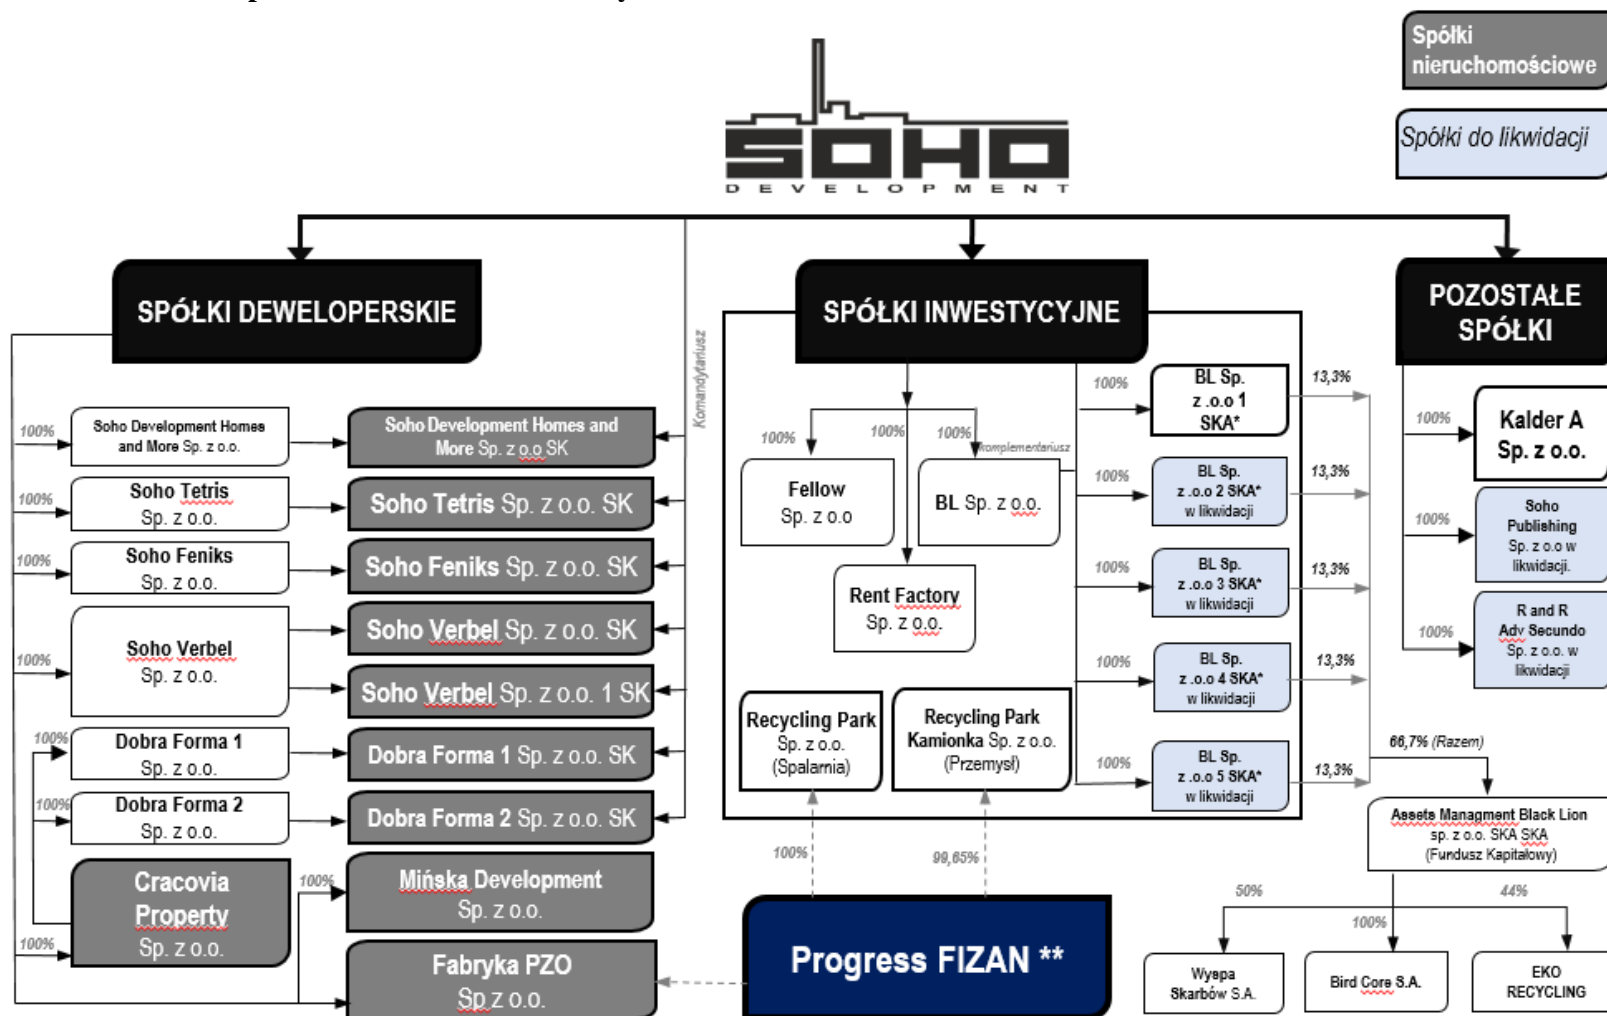 Spółki
nieruchomościowe
Spółki do likwidacji
SOHO
DEVELOPMENT
SPÓŁKI DEWELOPERSKIE
SPÓŁKI INWESTYCYJNE
POZOSTAŁE
SPÓŁKI
Komandytariusz
100%
Soho Development Homes
and More Sp. z o.o.
Soho Development Homes and
More Sp. z o.o SK
100%
Soho Tetris
Sp. z o.o.
Soho Tetris Sp. z o.o. SK
100%
Soho Feniks
Sp. z o.o.
Soho Feniks Sp. z o.o. SK
100%
Soho Verbel
Sp. z o.o.
Soho Verbel Sp. z o.o. SK
Soho Verbel Sp. z o.o. 1 SK
100%
Dobra Forma 1
Sp. z o.o.
Dobra Forma 1 Sp. z o.o. SK
100%
Dobra Forma 2
Sp. z o.o.
Dobra Forma 2 Sp. z o.o. SK
100%
Cracovia
Property
Sp. z o.o.
100%
Mińska Development
Sp. z o.o.
Fabryka PZO
Sp z o.o.
100%
100%
100%
komplementariusz
Fellow
Sp. z o.o
BL Sp. z o.o.
Rent Factory
Sp. z o.o.
Recycling Park
Sp. z o.o.
(Spalarnia)
Recycling Park
Kamionka Sp. z o.o.
(Przemysł)
100%
99,65%
Progress FIZAN **
100%
BL Sp.
z .o.o 1
SKA*
13,3%
100%
BL Sp.
z .o.o 2 SKA*
w likwidacji
13,3%
100%
BL Sp.
z .o.o 3 SKA*
w likwidacji
13,3%
100%
BL Sp.
z .o.o 4 SKA*
w likwidacji
13,3%
100%
BL Sp.
z .o.o 5 SKA*
w likwidacji
13,3%
100%
Kalder A
Sp. z o.o.
100%
Soho
Publishing
Sp. z o.o w
likwidacji.
100%
R and R
Adv Secundo
Sp. z o.o. w
likwidacji
66,7% (Razem)
Assets Managment Black Lion
sp. z o.o. SKA SKA
(Fundusz Kapitałowy)
50%
100%
44%
Wyspa
Skarbów S.A.
Bird Core S.A.
EKO
RECYCLING